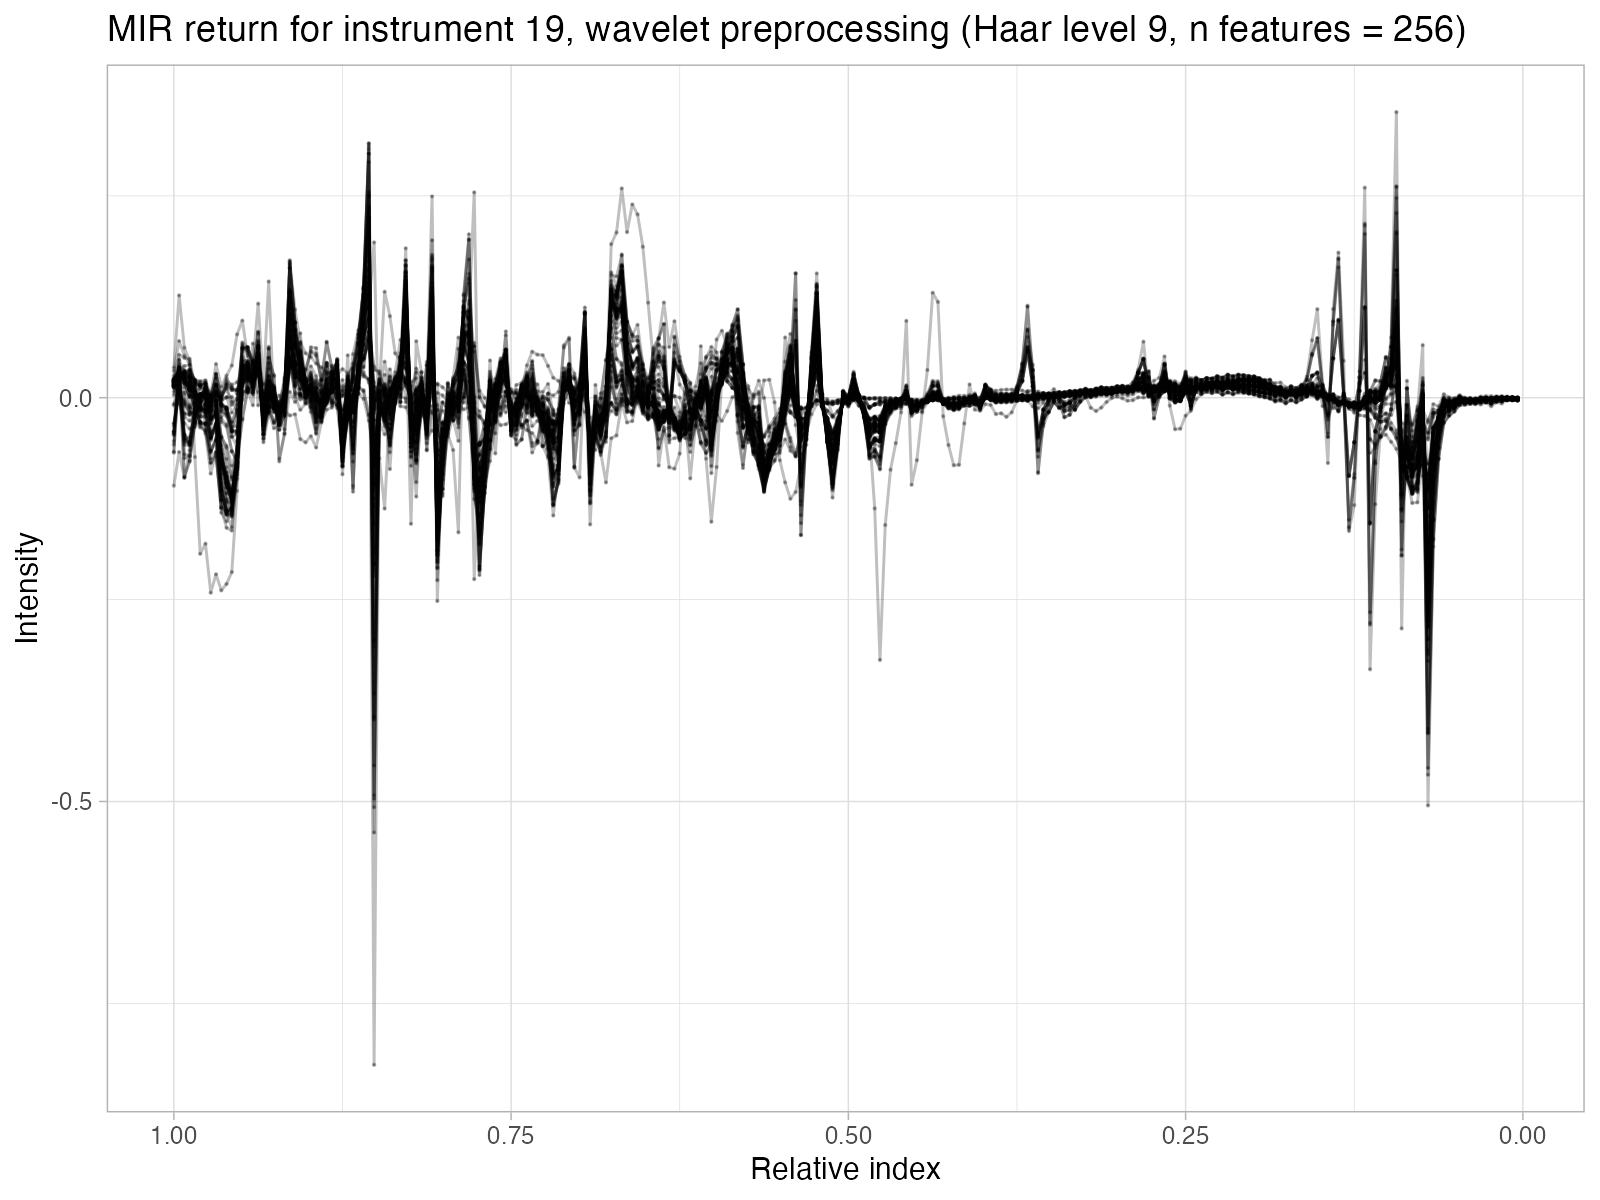 MIR return for instrument 19, wavelet preprocessing (Haar level 9, n features = 256)
Intensity
0.0
-0.5
1.00 0.75 0.50 0.25 0.00
Relative index